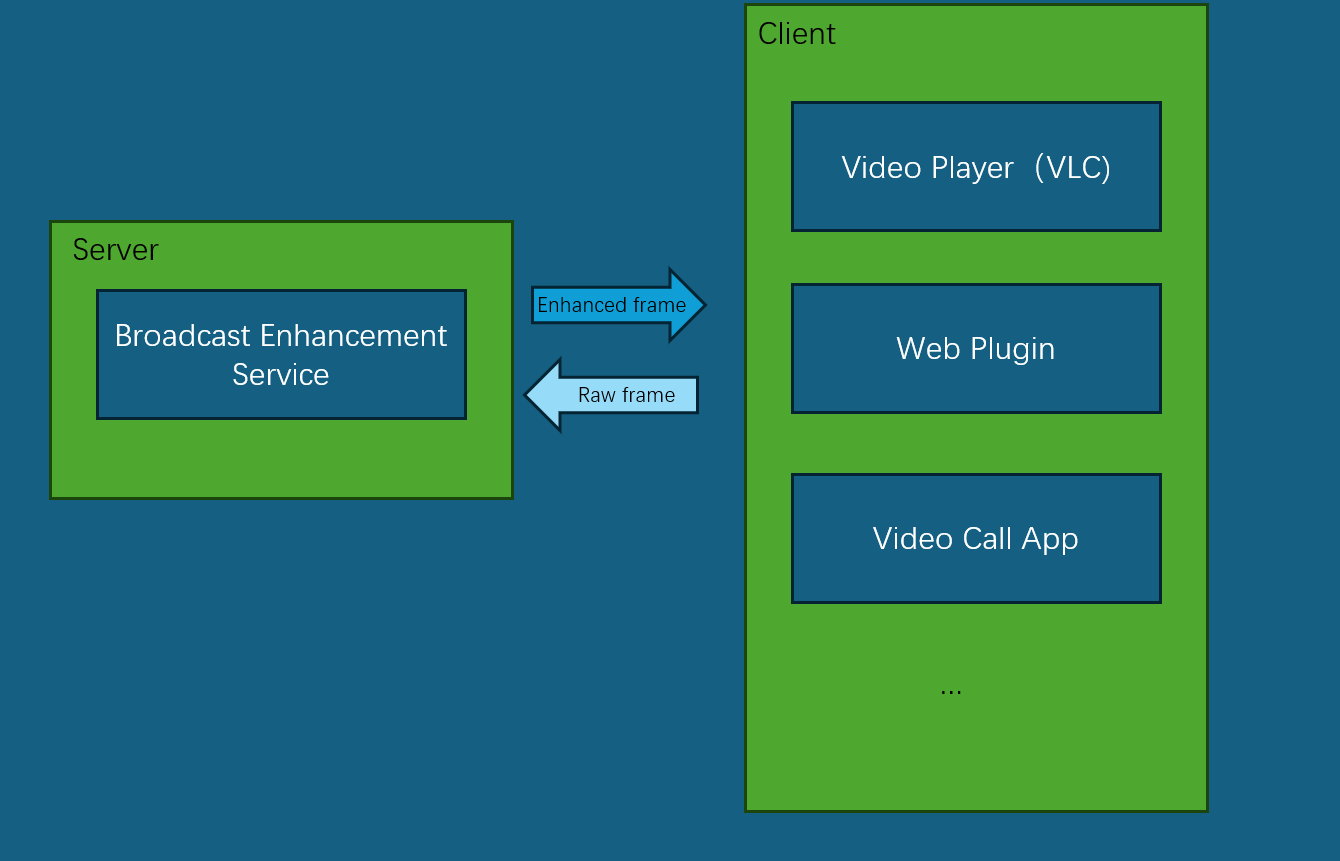 Client
Video Player（VLC)
Server
Broadcast Enhancement
Service
Enhanced frame
Raw frame
Web Plugin
Video Call App
...